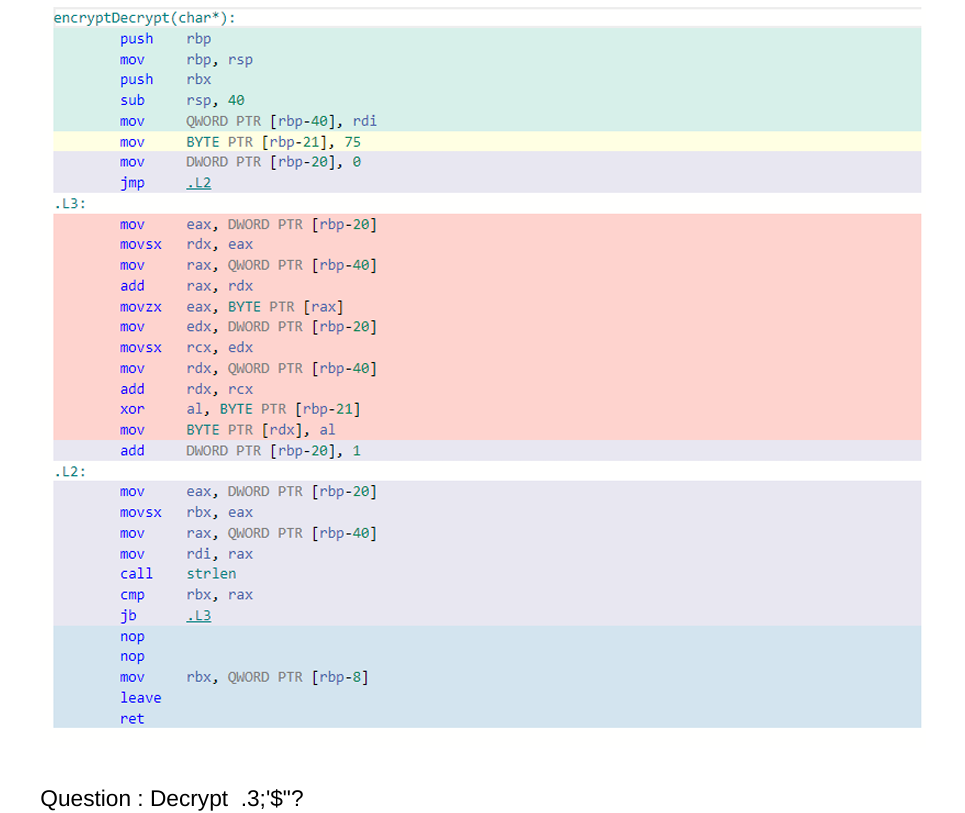 encryptDecrypt(char*):
push rbp
mov rbp, rsp
push rbx
sub rsp, 40
mov QWORD PTR [rbp-40], rdi
mov BYTE PTR [rbp-21], 75
mov DWORD PTR [rbp-20], 0
jmp .L2
.L3:
mov eax, DWORD PTR [rbp-20]
movsx rdx, eax
mov rax, QWORD PTR [rbp-40]
add rax, rdx
movzx eax, BYTE PTR [rax]
mov edx, DWORD PTR [rbp-20]
movsx rcx, edx
mov rdx, QWORD PTR [rbp-40]
add rdx, rcx
xor al, BYTE PTR [rbp-21]
mov BYTE PTR [rdx], al
add DWORD PTR [rbp-20], 1
.L2:
mov eax, DWORD PTR [rbp-20]
movsx rbx, eax
mov rax, QWORD PTR [rbp-40]
mov rdi, rax
call strlen
cmp rbx, rax
jb .L3
nop
nop
mov rbx, QWORD PTR [rbp-8]
leave
ret
Question : Decrypt .3;'$"?